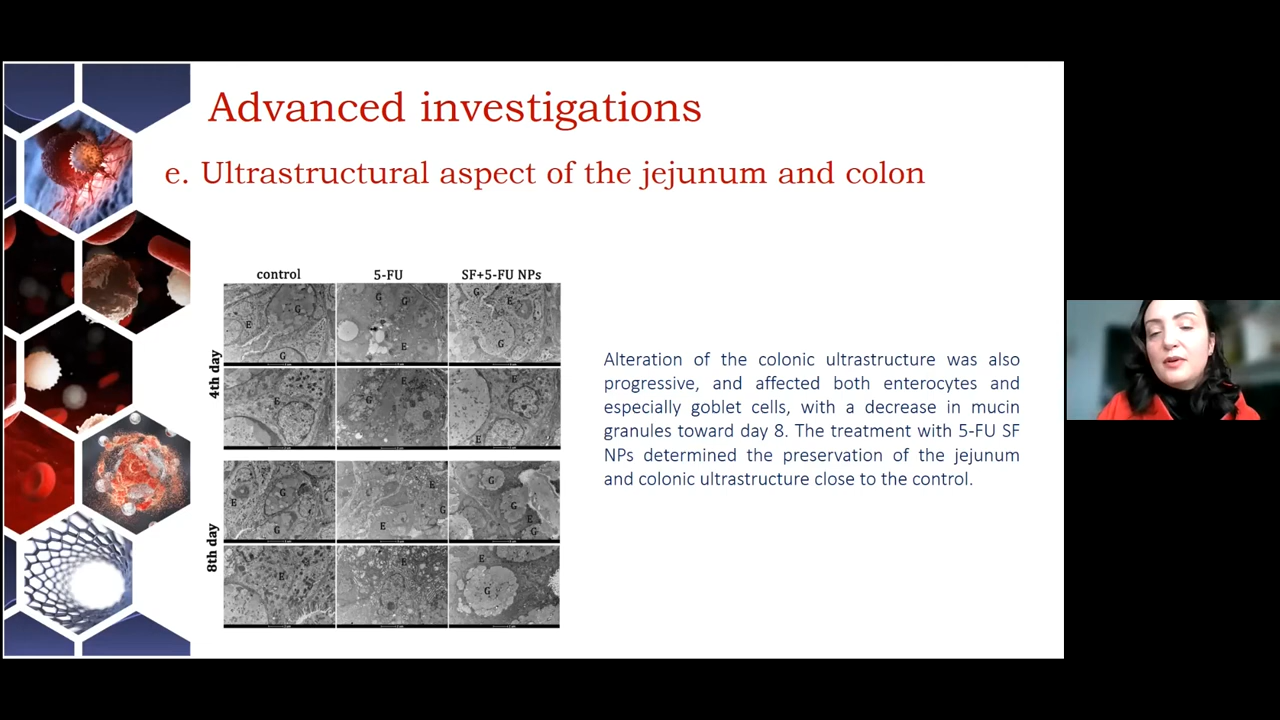 Advanced investigations
e. Ultrastructural aspect of the jejunum and colon
control 5-FU SF+5-FU NPs
4th day
G G G G E
E E
G G
E G E
E E
8th day
E G E G G
G E G E G
E E E
G
Alteration of the colonic ultrastructure was also
progressive, and affected both enterocytes and
especially goblet cells, with a decrease in mucin
granules toward day 8. The treatment with 5-FU SF
NPs determined the preservation of the jejunum
and colonic ultrastructure close to the control.